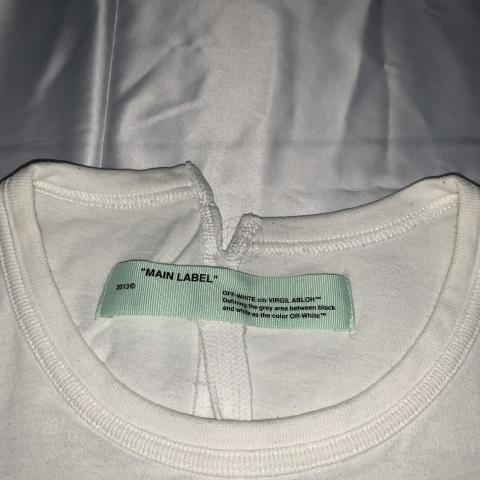 "MAIN LABEL"
2013©
OFF-WHITE c/o VIRGIL ABLOH™
Defining the grey area between black
and white as the color Off-White™